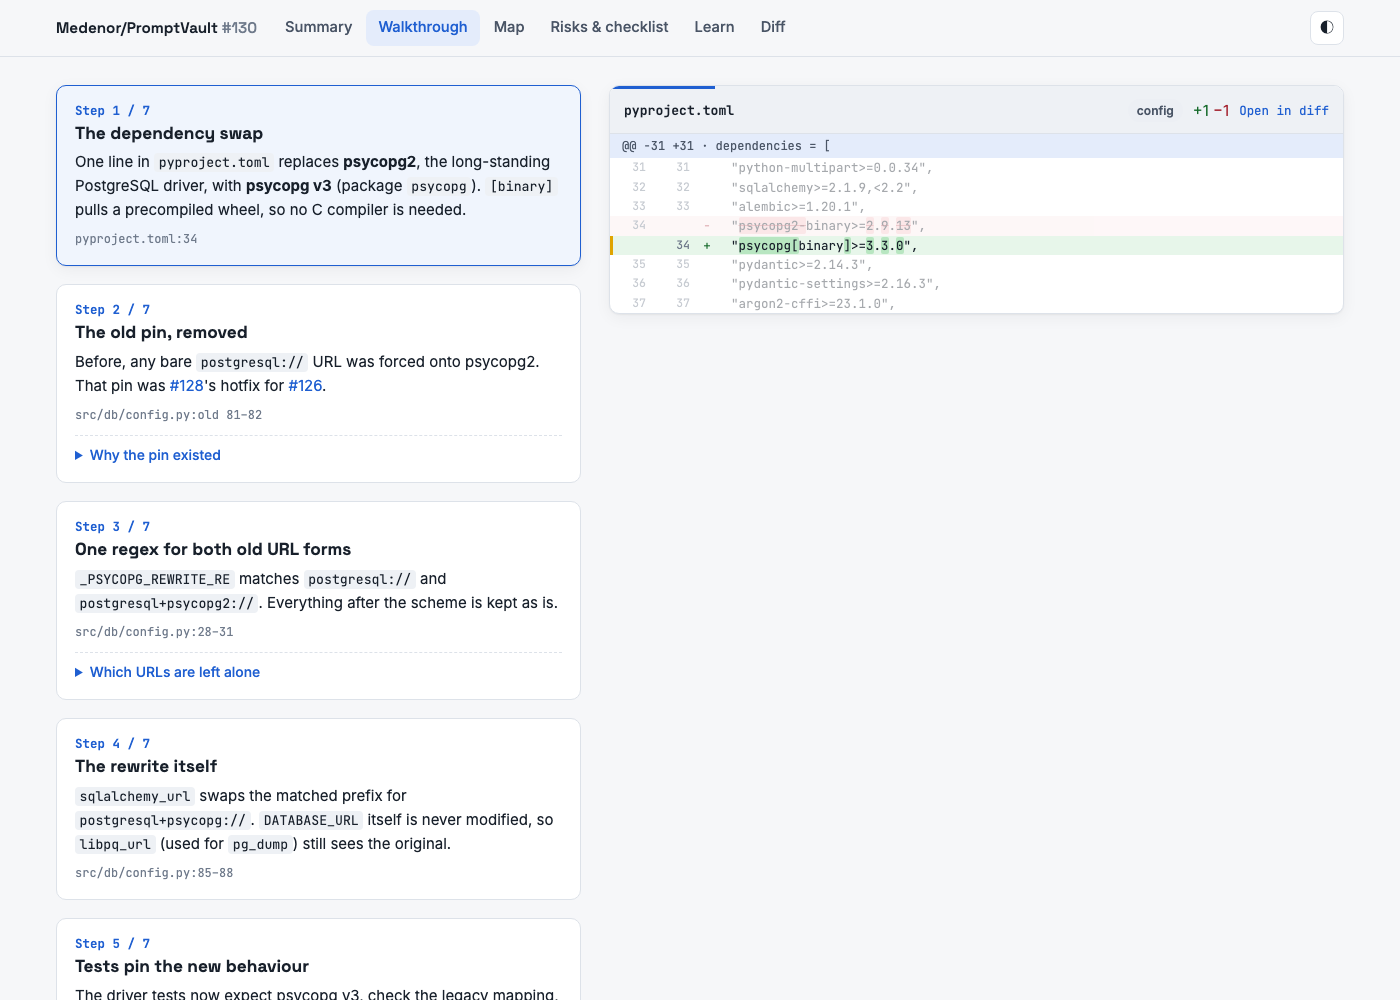 Medenor/PromptVault #130 Summary Walkthrough Map Risks & checklist Learn Diff
Step 1 / 7
The dependency swap
One line in pyproject.toml replaces psycopg2, the long-standing
PostgreSQL driver, with psycopg v3 (package psycopg ). [binary]
pulls a precompiled wheel, so no C compiler is needed.
pyproject.toml:34
Step 2 / 7
The old pin, removed
Before, any bare postgresql:// URL was forced onto psycopg2.
That pin was #128's hotfix for #126.
src/db/config.py:old 81–82
▶ Why the pin existed
Step 3 / 7
One regex for both old URL forms
_PSYCOPG_REWRITE_RE matches postgresql:// and
postgresql+psycopg2:// . Everything after the scheme is kept as is.
src/db/config.py:28–31
▶ Which URLs are left alone
Step 4 / 7
The rewrite itself
sqlalchemy_url swaps the matched prefix for
postgresql+psycopg:// . DATABASE_URL itself is never modified, so
libpq_url (used for pg_dump ) still sees the original.
src/db/config.py:85–88
Step 5 / 7
Tests pin the new behaviour
The driver tests now expect psycopg v3, check the legacy mapping,
pyproject.toml config +1 −1 Open in diff
@@ -31 +31 · dependencies = [
31 31 "python-multipart>=0.0.34",
32 32 "sqlalchemy>=2.1.9,<2.2",
33 33 "alembic>=1.20.1",
34 - "psycopg2-binary>=2.9.13",
34 + "psycopg[binary]>=3.3.0",
35 35 "pydantic>=2.14.3",
36 36 "pydantic-settings>=2.16.3",
37 37 "argon2-cffi>=23.1.0",